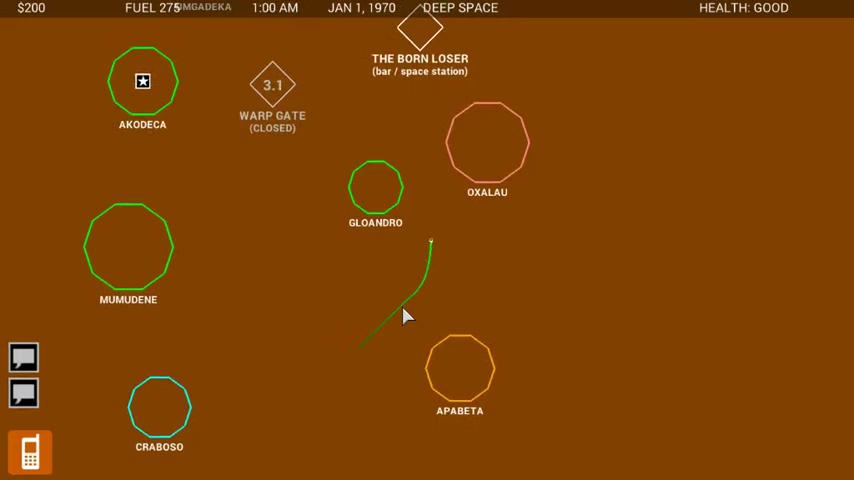 $200
FUEL 275
UMGADEKA
1:00 AM
JAN 1, 1970
DEEP SPACE
HEALTH: GOOD
THE BORN LOSER
(bar / space station)
AKODECA
3.1
WARP GATE
(CLOSED)
OXALAU
GLOANDRO
MUMUDENE
APABETA
CRABOSO